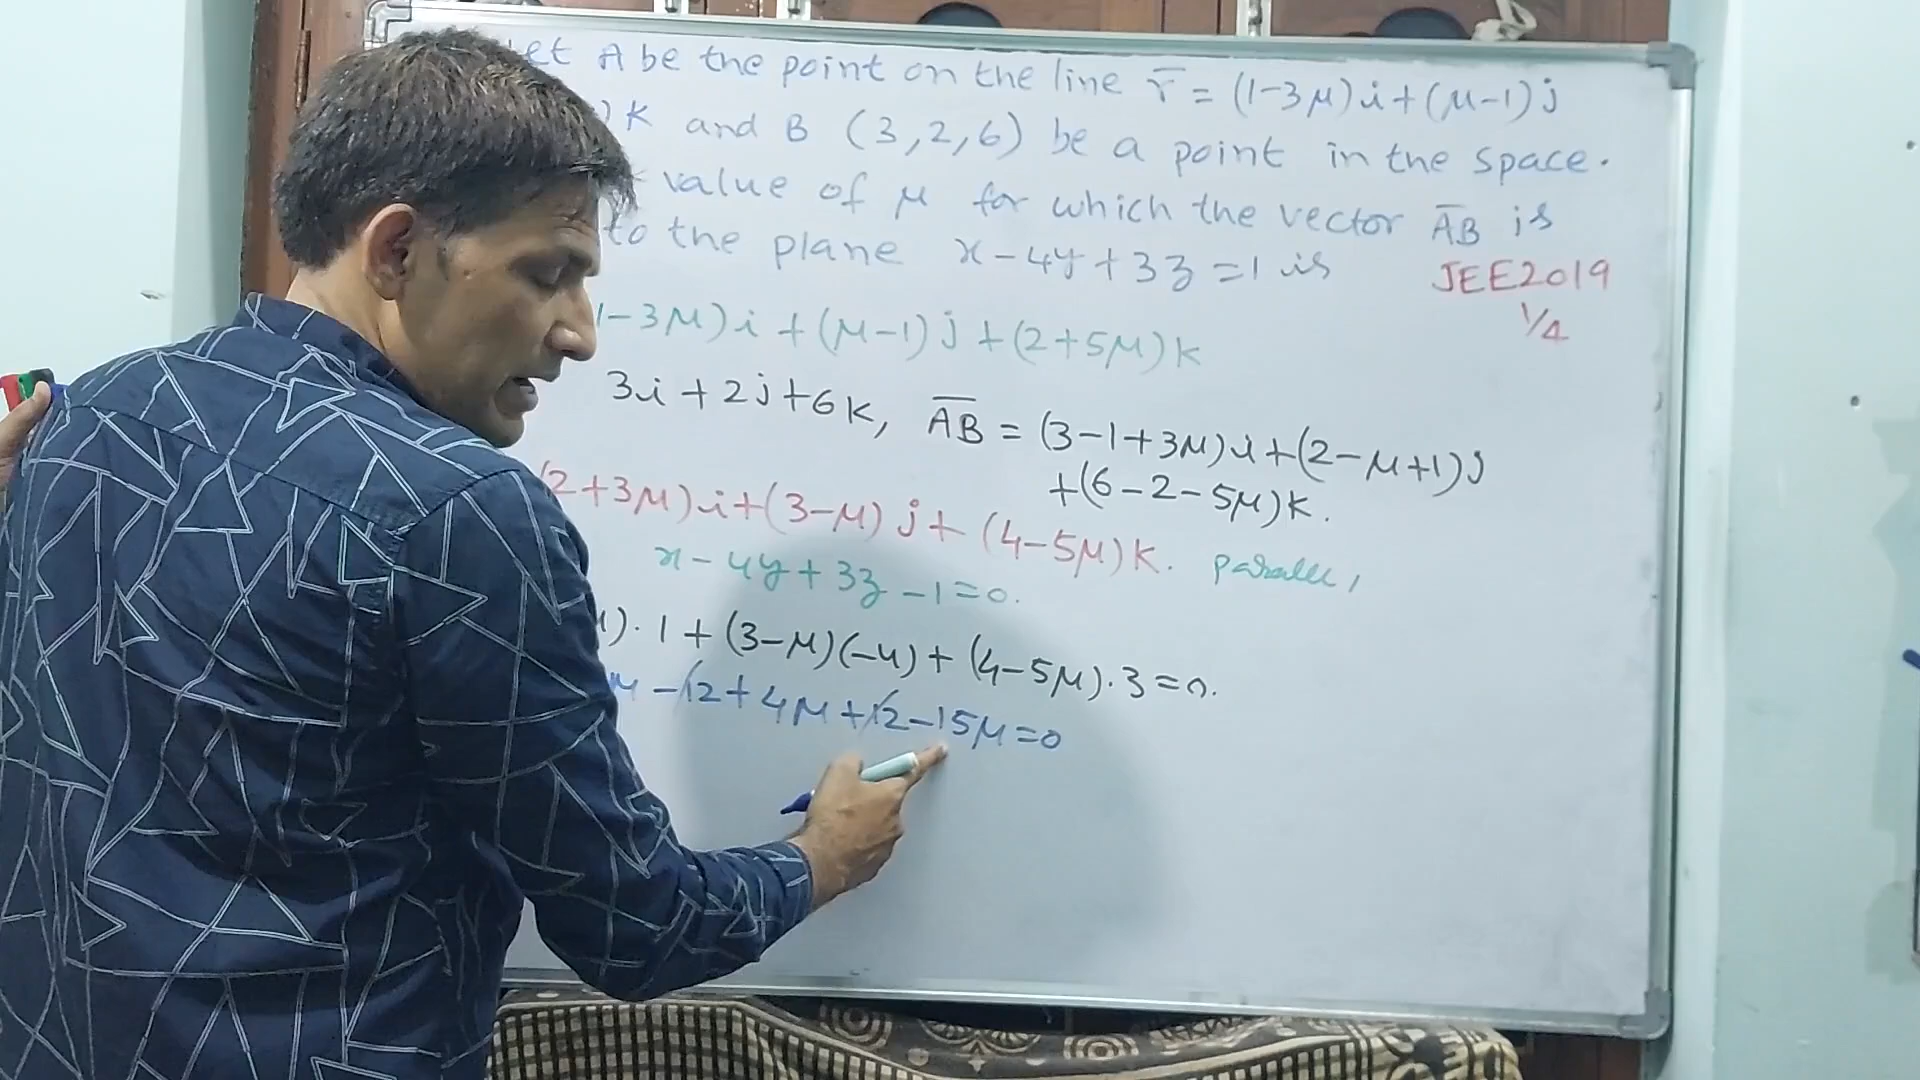 et A be the point on the line r̅ = (1-3μ)i+(μ-1)j
)K and B (3,2,6) be a point in the space.
value of μ for which the vector A̅B̅ is
to the plane x-4y+3z=1 is
JEE2019
1/4
1-3μ)i+(μ-1)j+(2+5μ)K
3i+2j+6K, A̅B̅ = (3-1+3μ)i+(2-μ+1)j
+(6-2-5μ)K.
(2+3μ)i+(3-μ)j+(4-5μ)K. parallel,
x-4y+3z-1=0.
).1+(3-μ)(-4)+(4-5μ).3=0.
μ-12+4μ+12-15μ=0